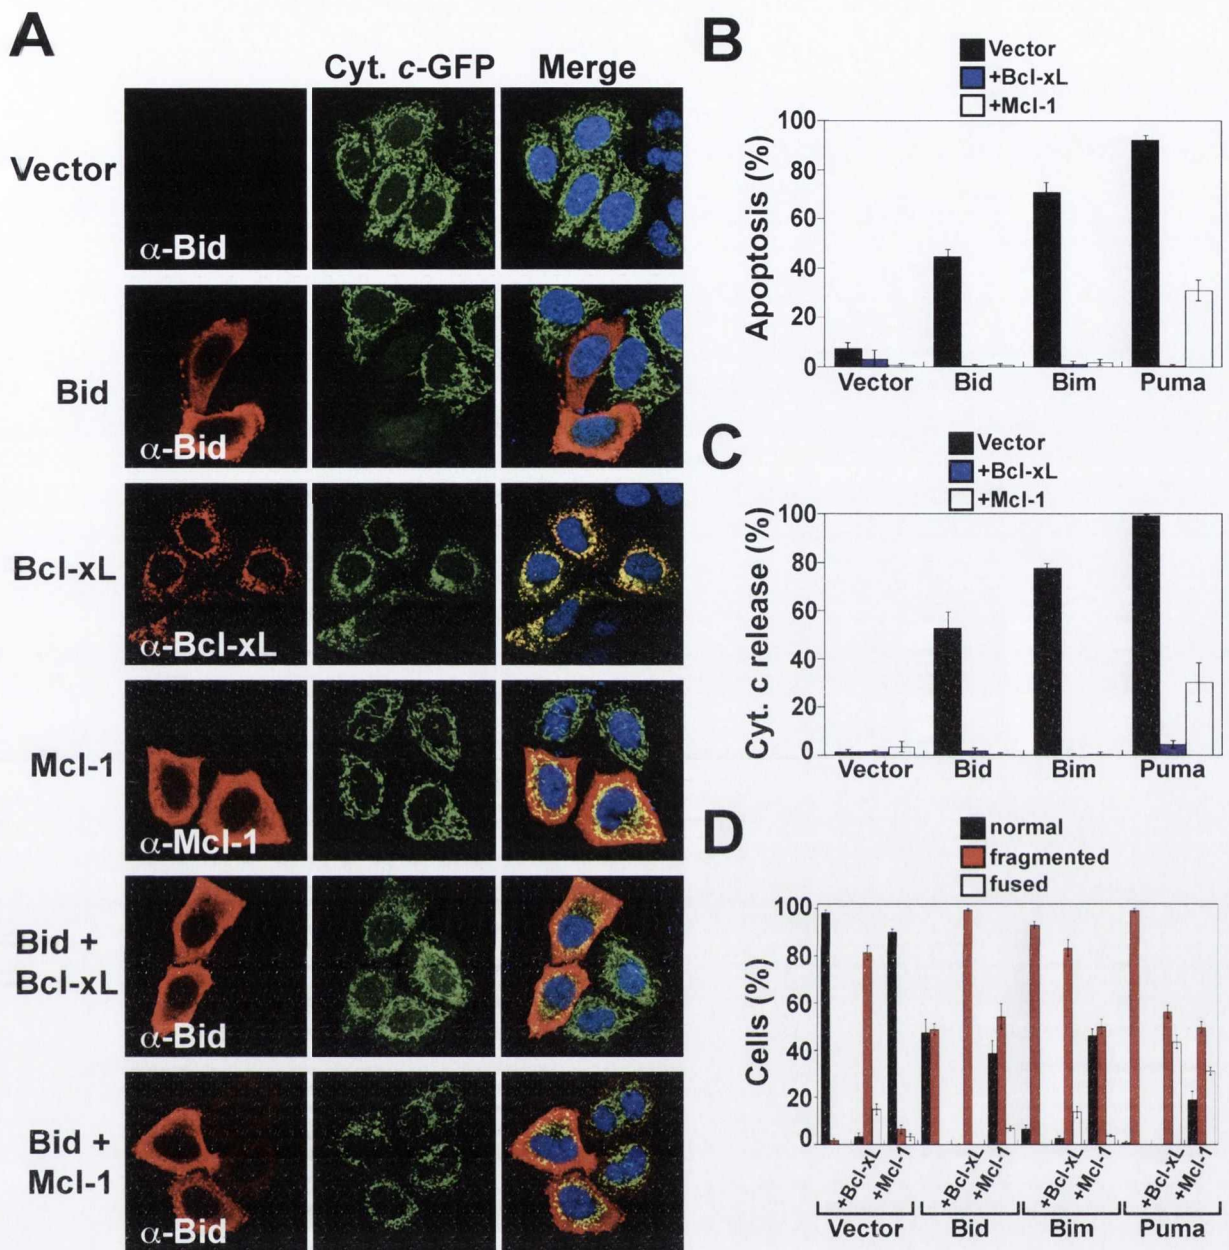 A
Cyt. c-GFP Merge
Vector
α-Bid
Bid
α-Bid
Bcl-xL
α-Bcl-xL
Mcl-1
α-Mcl-1
Bid +
Bcl-xL
α-Bid
Bid +
Mcl-1
α-Bid
B
Vector
+Bcl-xL
+Mcl-1
Apoptosis (%)
100
80
60
40
20
0
Vector Bid Bim Puma
C
Vector
+Bcl-xL
+Mcl-1
Cyt. c release (%)
100
80
60
40
20
0
Vector Bid Bim Puma
D
normal
fragmented
fused
Cells (%)
100
80
60
40
20
0
+Bcl-xL +Mcl-1 +Bcl-xL +Mcl-1 +Bcl-xL +Mcl-1 +Bcl-xL +Mcl-1
Vector Bid Bim Puma